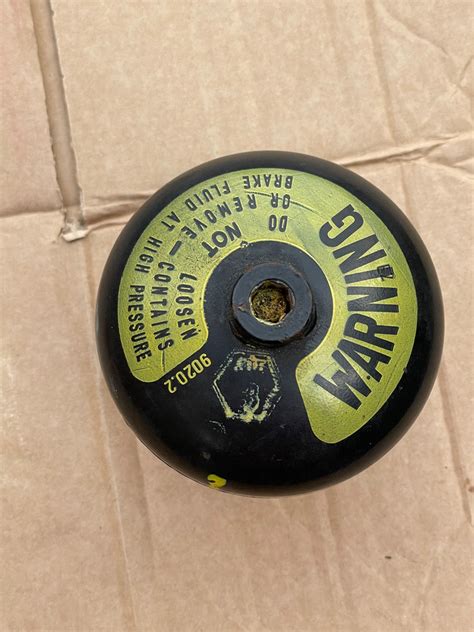 WARNING
DO NOT LOOSEN
OR REMOVE — CONTAINS
BRAKE FLUID AT HIGH PRESSURE
9020.2